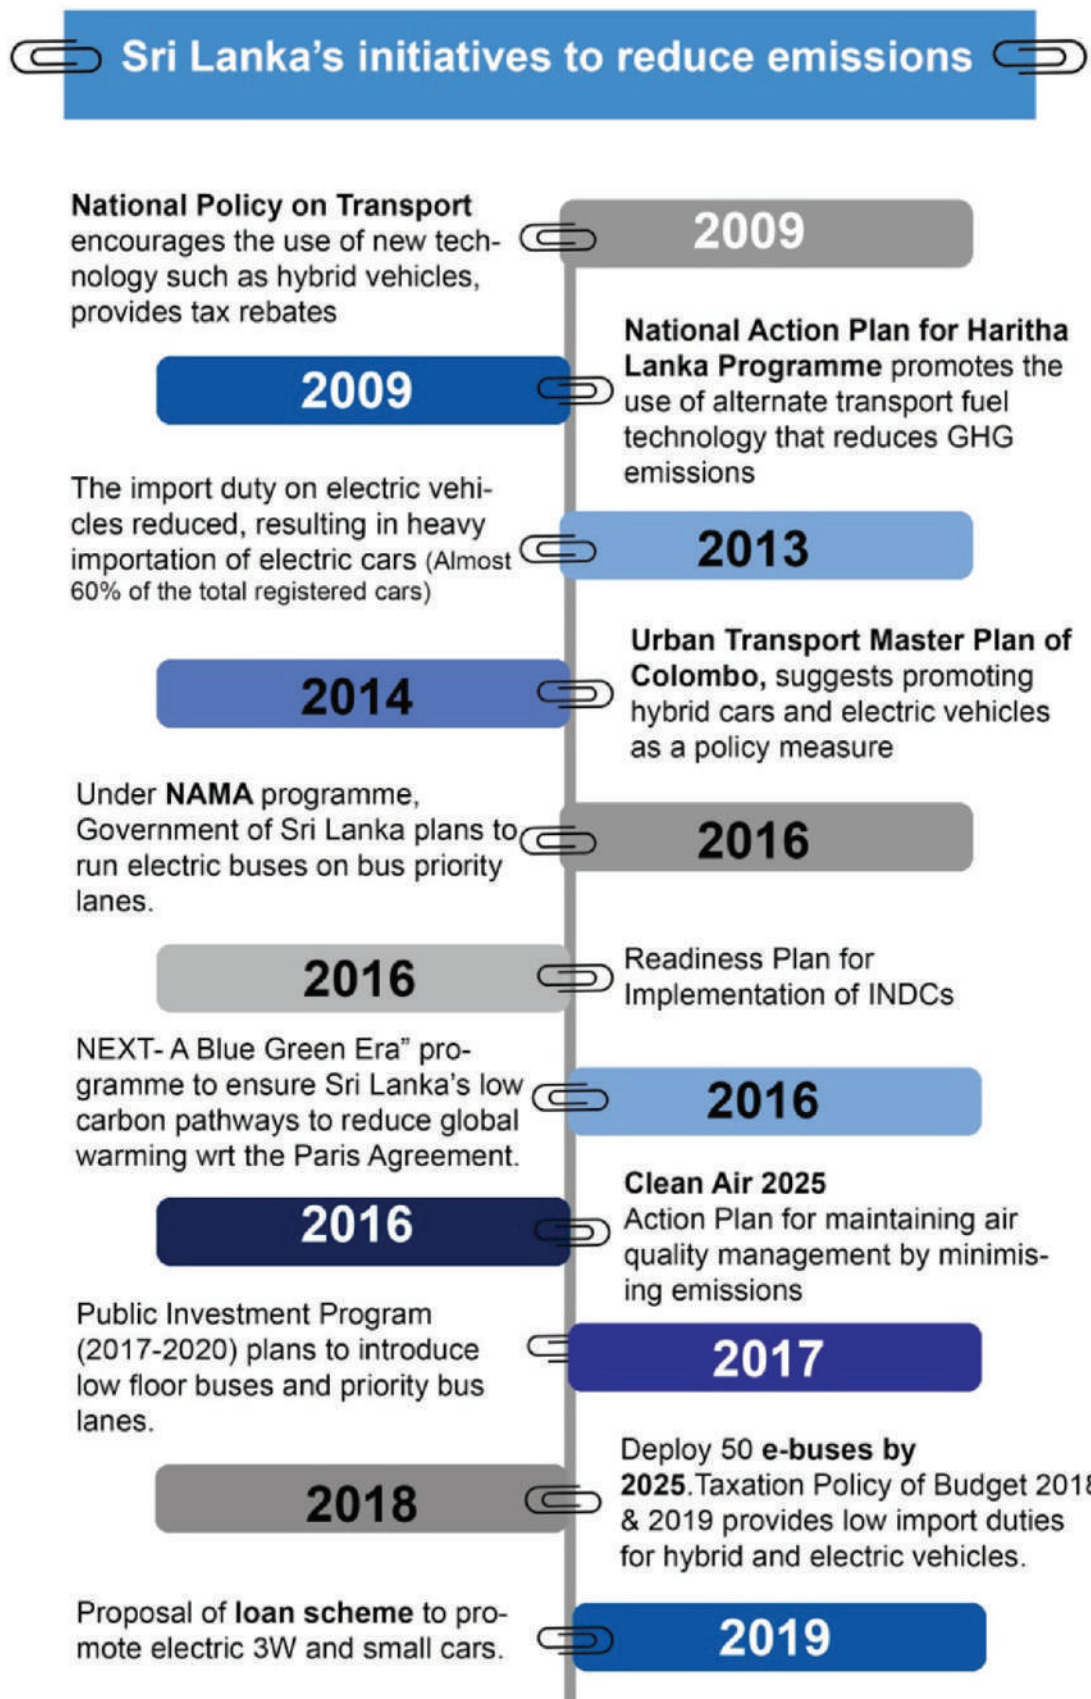 Sri Lanka's initiatives to reduce emissions
National Policy on Transport
encourages the use of new tech-
nology such as hybrid vehicles,
provides tax rebates
2009
2009
National Action Plan for Haritha
Lanka Programme promotes the
use of alternate transport fuel
technology that reduces GHG
emissions
The import duty on electric vehi-
cles reduced, resulting in heavy
importation of electric cars (Almost
60% of the total registered cars)
2013
2014
Urban Transport Master Plan of
Colombo, suggests promoting
hybrid cars and electric vehicles
as a policy measure
Under NAMA programme,
Government of Sri Lanka plans to
run electric buses on bus priority
lanes.
2016
2016
Readiness Plan for
Implementation of INDCs
NEXT- A Blue Green Era” pro-
gramme to ensure Sri Lanka's low
carbon pathways to reduce global
warming wrt the Paris Agreement.
2016
2016
Clean Air 2025
Action Plan for maintaining air
quality management by minimis-
ing emissions
Public Investment Program
(2017-2020) plans to introduce
low floor buses and priority bus
lanes.
2017
2018
Deploy 50 e-buses by
2025.Taxation Policy of Budget 2018
& 2019 provides low import duties
for hybrid and electric vehicles.
Proposal of loan scheme to pro-
mote electric 3W and small cars.
2019